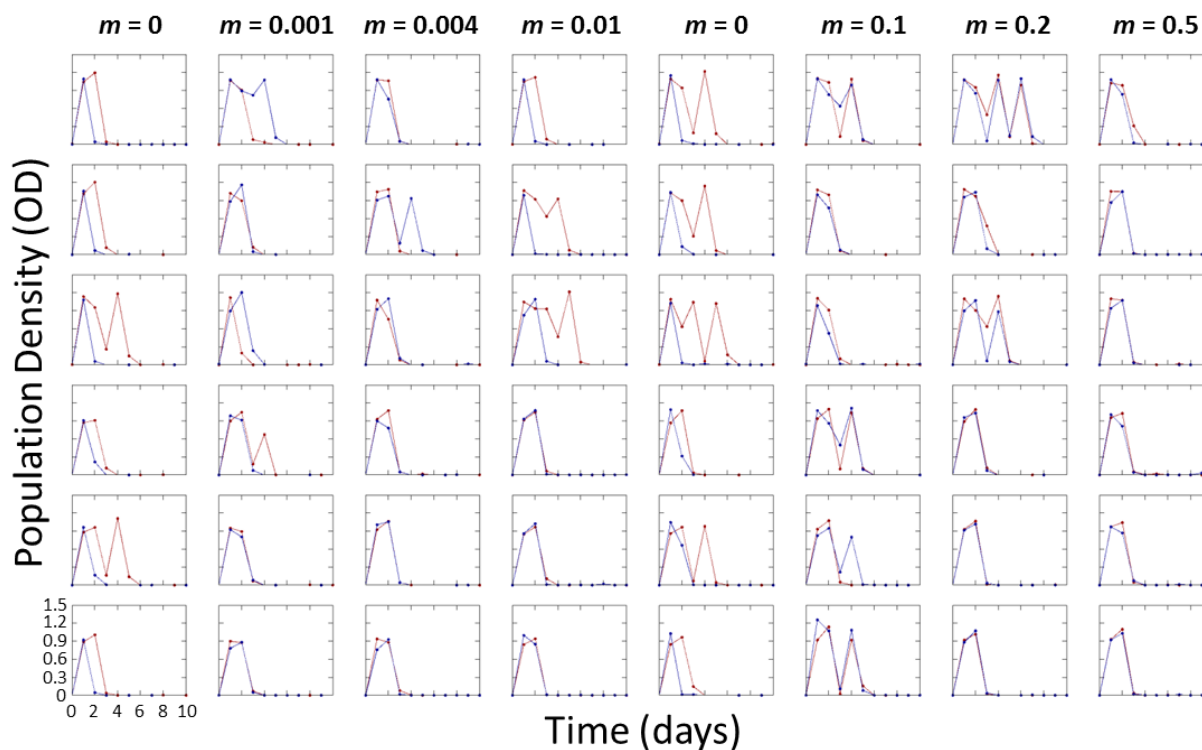 m = 0 m = 0.001 m = 0.004 m = 0.01 m = 0 m = 0.1 m = 0.2 m = 0.5
Population Density (OD)
1.5
1.2
0.9
0.6
0.3
0
0 2 4 6 8 10
Time (days)